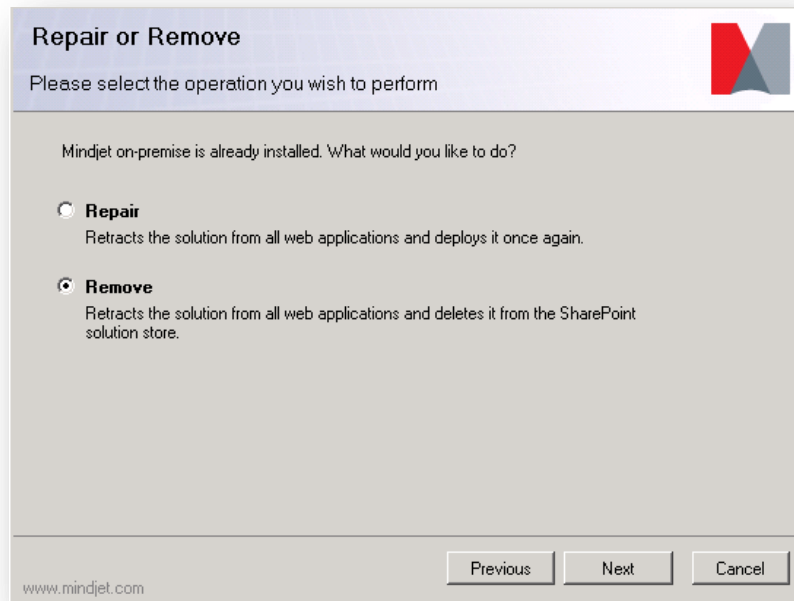 Repair or Remove
Please select the operation you wish to perform
Mindjet on-premise is already installed. What would you like to do?
Repair
Retracts the solution from all web applications and deploys it once again.
Remove
Retracts the solution from all web applications and deletes it from the SharePoint
solution store.
Previous Next Cancel
www.mindjet.com